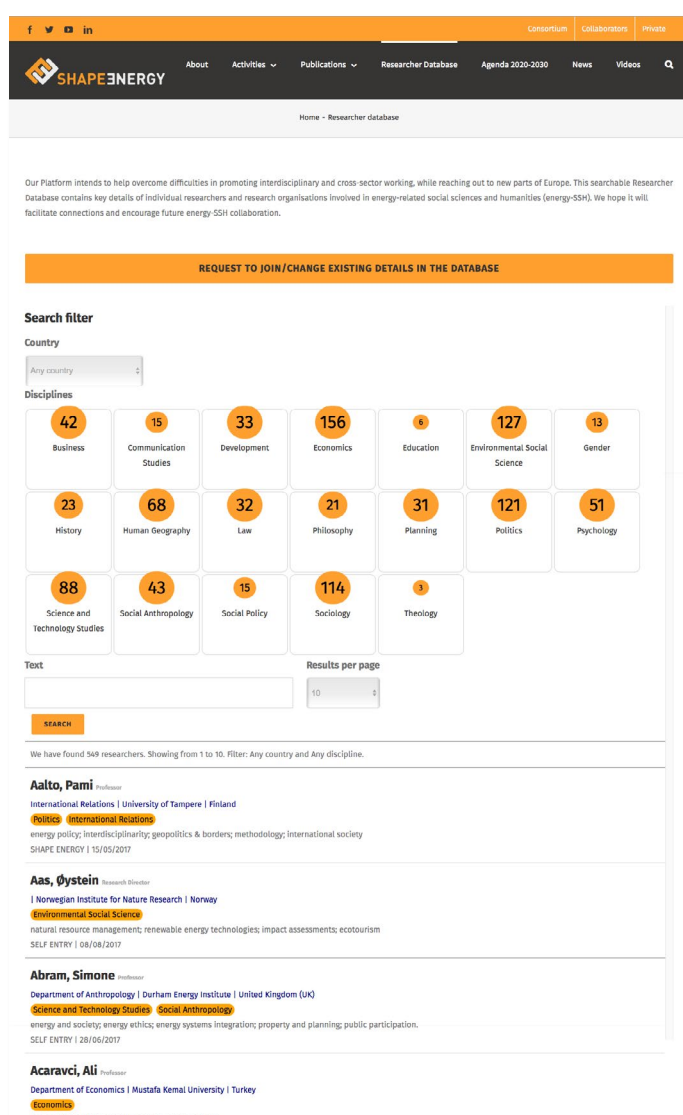 Consortium Collaborators Private
SHAPEENERGY
About Activities Publications Researcher Database Agenda 2020-2030 News Videos
Home - Researcher database
Our Platform intends to help overcome difficulties in promoting interdisciplinary and cross-sector working, while reaching out to new parts of Europe. This searchable Researcher
Database contains key details of individual researchers and research organisations involved in energy-related social sciences and humanities (energy-SSH). We hope it will
facilitate connections and encourage future energy-SSH collaboration.
REQUEST TO JOIN/CHANGE EXISTING DETAILS IN THE DATABASE
Search filter
Country
Any country
Disciplines
42 15 33 156 6 127 13
Business Communication Development Economics Education Environmental Social Gender
Studies Science
23 68 32 21 31 121 51
History Human Geography Law Philosophy Planning Politics Psychology
88 43 15 114 3
Science and Social Anthropology Social Policy Sociology Theology
Technology Studies
Text Results per page
10
SEARCH
We have found 549 researchers. Showing from 1 to 10. Filter: Any country and Any discipline.
Aalto, Pami Professor
International Relations | University of Tampere | Finland
Politics International Relations
energy policy; interdisciplinarity; geopolitics & borders; methodology; international society
SHAPE ENERGY | 15/05/2017
Aas, Øystein Research Director
| Norwegian Institute for Nature Research | Norway
Environmental Social Science
natural resource management; renewable energy technologies; impact assessments; ecotourism
SELF ENTRY | 08/08/2017
Abram, Simone Professor
Department of Anthropology | Durham Energy Institute | United Kingdom (UK)
Science and Technology Studies Social Anthropology
energy and society; energy ethics; energy systems integration; property and planning; public participation.
SELF ENTRY | 28/06/2017
Acaravci, Ali Professor
Department of Economics | Mustafa Kemal University | Turkey
Economics